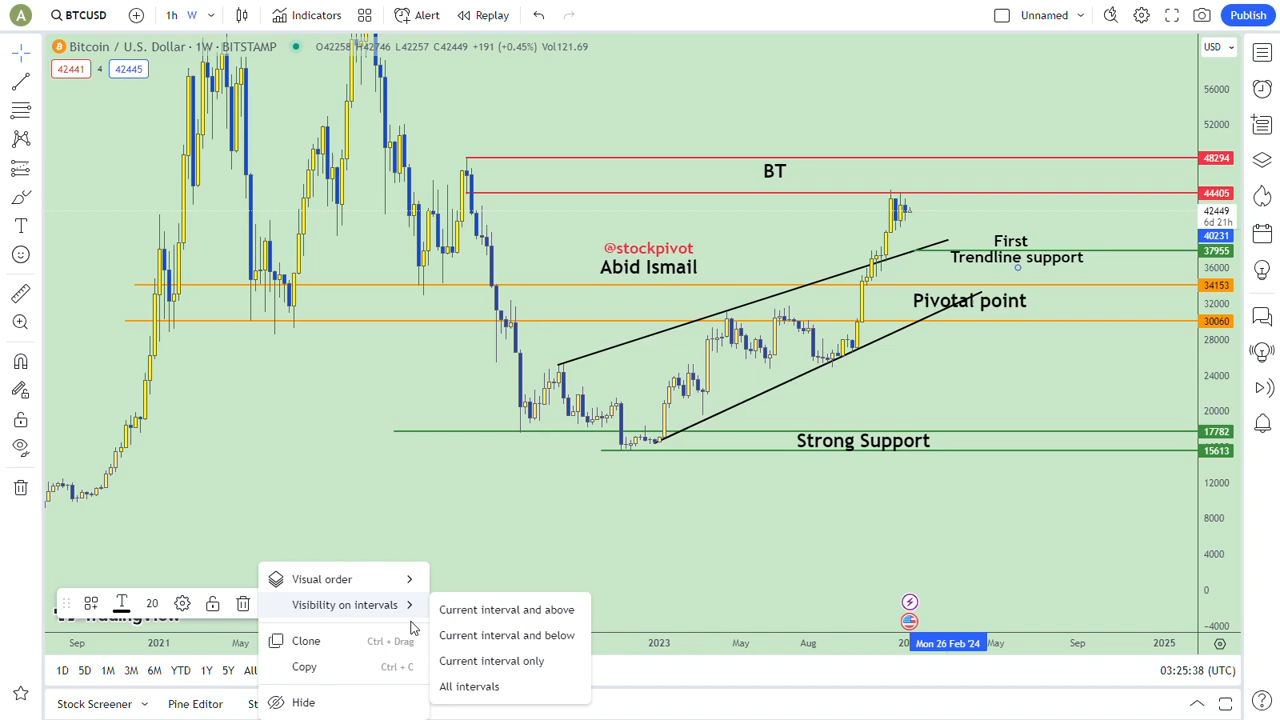 A
BTCUSD
1h W
Indicators
Alert
Replay
Unnamed
Publish
Bitcoin / U.S. Dollar · 1W · BITSTAMP
O42258 H42746 L42257 C42449 +191 (+0.45%) Vol121.69
USD
42441 4 42445
56000
52000
48294
BT
44405
42449
6d 21h
40231
37955
First
Trendline support
@stockpivot
Abid Ismail
36000
34153
Pivotal point
32000
30060
28000
24000
20000
17782
Strong Support
15613
12000
8000
4000
0
−4000
Visual order
20
Visibility on intervals
Current interval and above
Current interval and below
Current interval only
All intervals
Clone Ctrl + Drag
Copy Ctrl + C
Hide
Sep 2021 May 2023 May Aug Mon 26 Feb '24 May Sep 2025
1D 5D 1M 3M 6M YTD 1Y 5Y All
03:25:38 (UTC)
Stock Screener Pine Editor